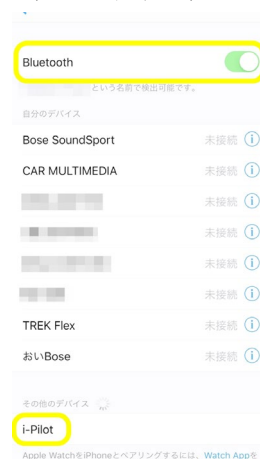 Bluetooth
という名前で検出可能です。
自分のデバイス
Bose SoundSport 未接続
CAR MULTIMEDIA 未接続
未接続
未接続
未接続
未接続
TREK Flex 未接続
おいBose 未接続
その他のデバイス
i-Pilot
Apple WatchをiPhoneとペアリングするには、Watch Appを